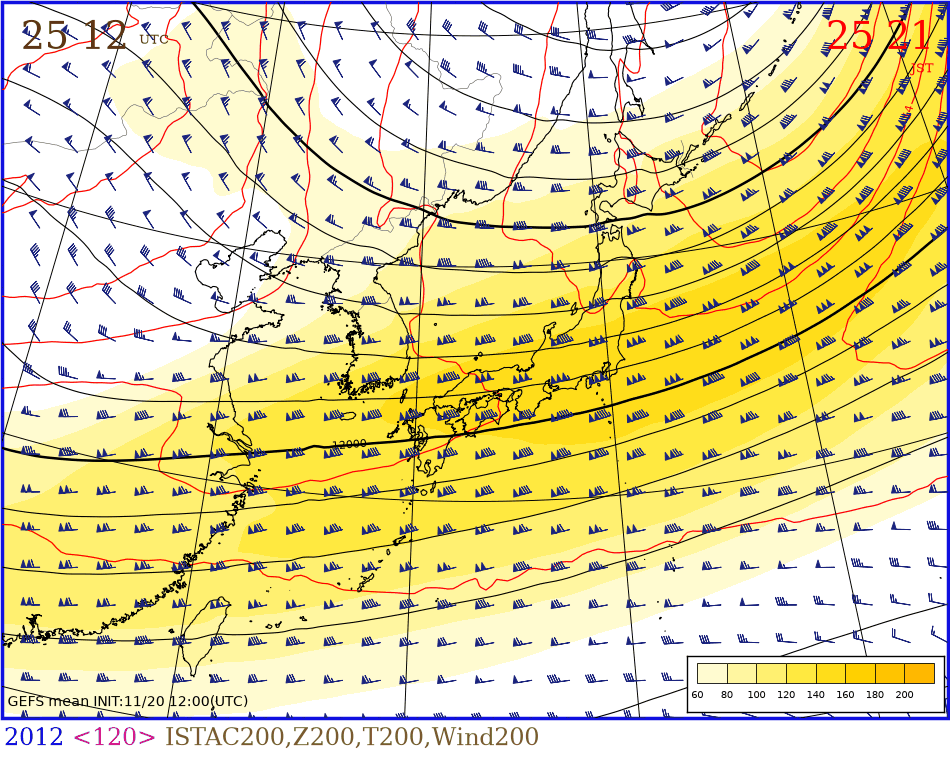 25 12 UTC
25 21
JST
12000
60 80 100 120 140 160 180 200
GEFS mean INIT:11/20 12:00(UTC)
2012 <120> ISTAC200,Z200,T200,Wind200